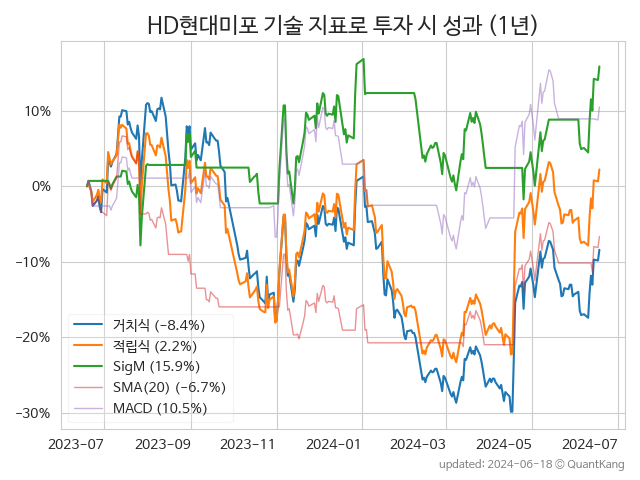 HD현대미포 기술 지표로 투자 시 성과 (1년)
10%
0%
−10%
−20%
−30%
거치식 (−8.4%)
적립식 (2.2%)
SigM (15.9%)
SMA(20) (−6.7%)
MACD (10.5%)
2023−07 2023−09 2023−11 2024−01 2024−03 2024−05 2024−07
updated: 2024−06−18 © QuantKang